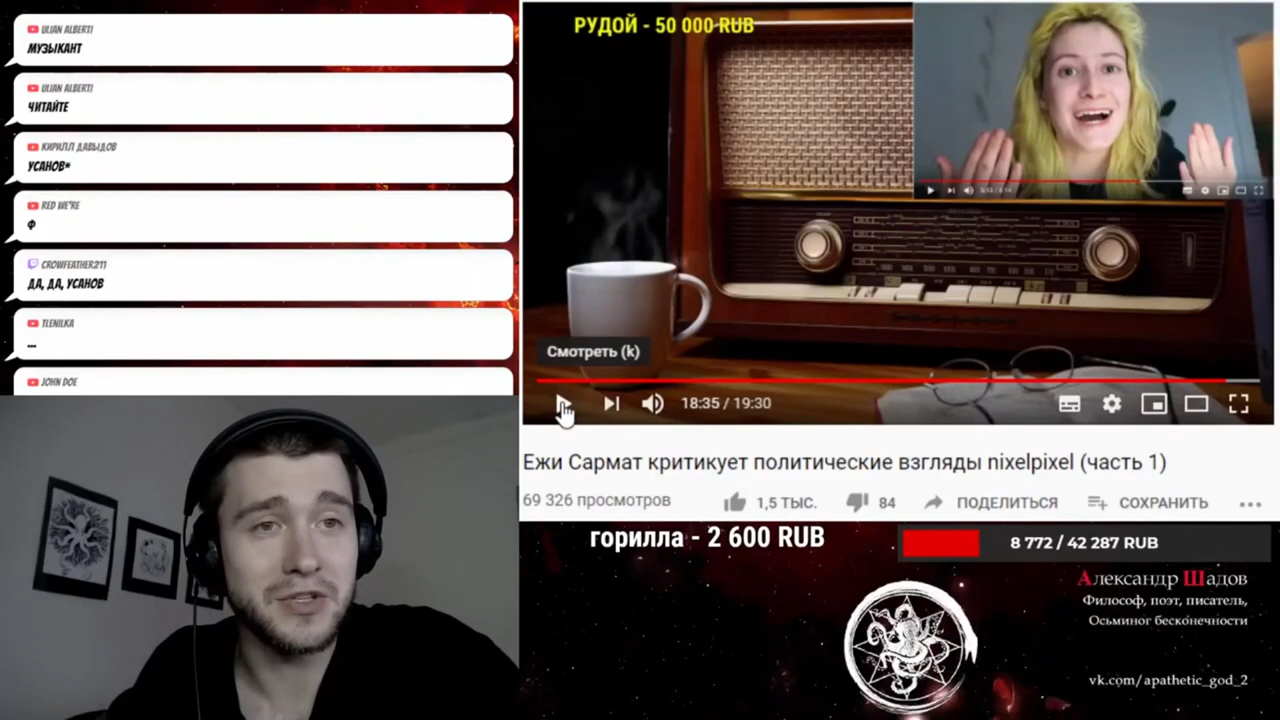 ULIAN ALBERTI
МУЗЫКАНТ
ULIAN ALBERTI
ЧИТАЙТЕ
КИРИЛЛ ДАВЫДОВ
УСАНОВ*
RED WE'RE
Ф
CROWFEATHER211
ДА, ДА, УСАНОВ
TLENILKA
...
JOHN DOE
РУДОЙ - 50 000 RUB
Смотреть (k)
18:35 / 19:30
Ежи Сармат критикует политические взгляды nixelpixel (часть 1)
69 326 просмотров
1,5 ТЫС.
84
ПОДЕЛИТЬСЯ
СОХРАНИТЬ
горилла - 2 600 RUB
8 772 / 42 287 RUB
Александр Шадов
Философ, поэт, писатель,
Осьминог бесконечности
vk.com/apathetic_god_2